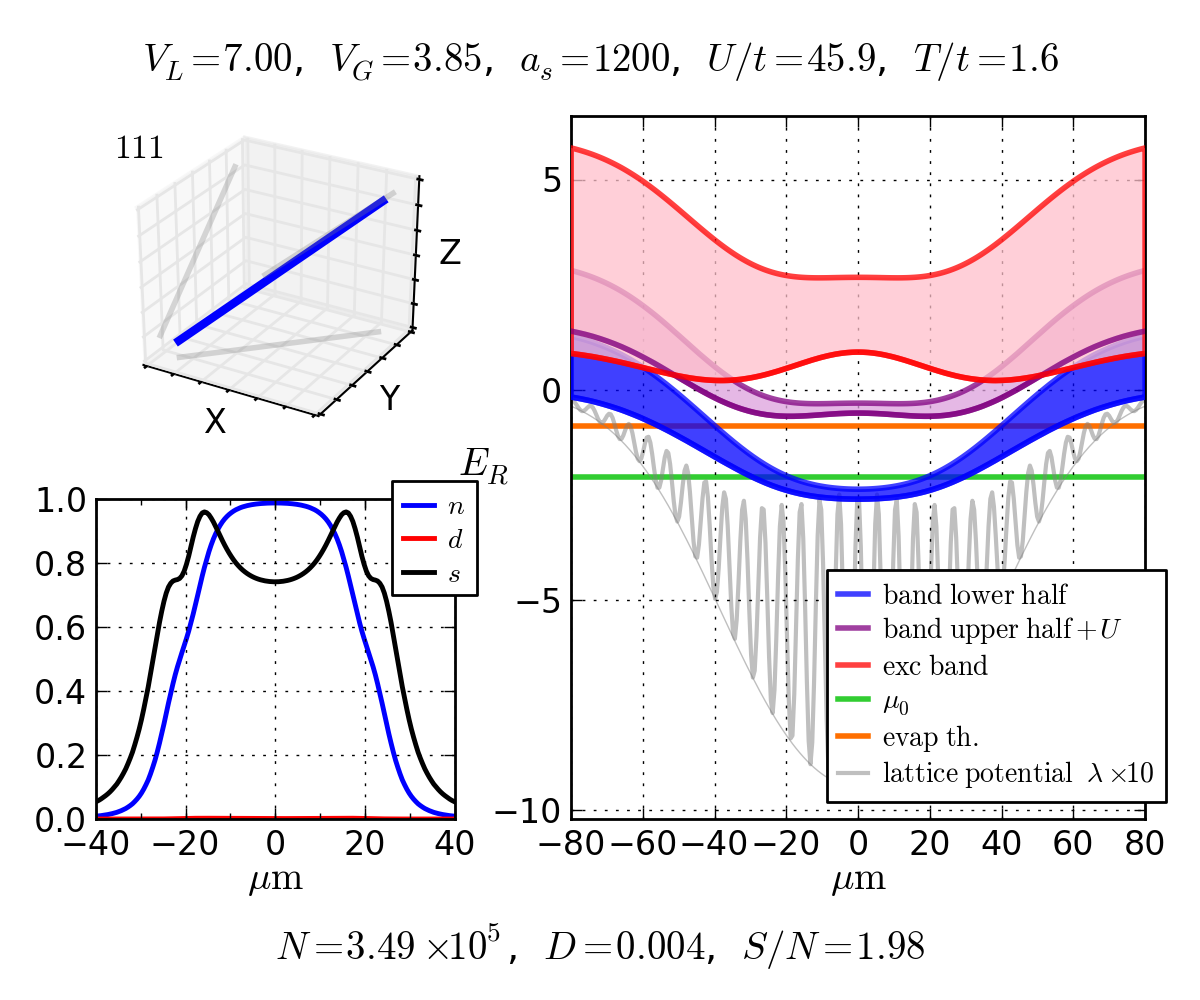 V_L=7.00, V_G=3.85, a_s=1200, U/t=45.9, T/t=1.6
111
Z
Y
X
E_R
5
0
−5
−10
−80 −60 −40 −20 0 20 40 60 80
μm
band lower half
band upper half+U
exc band
μ_0
evap th.
lattice potential λ×10
1.0
0.8
0.6
0.4
0.2
0.0
−40 −20 0 20 40
μm
n
d
s
N=3.49×10^5, D=0.004, S/N=1.98